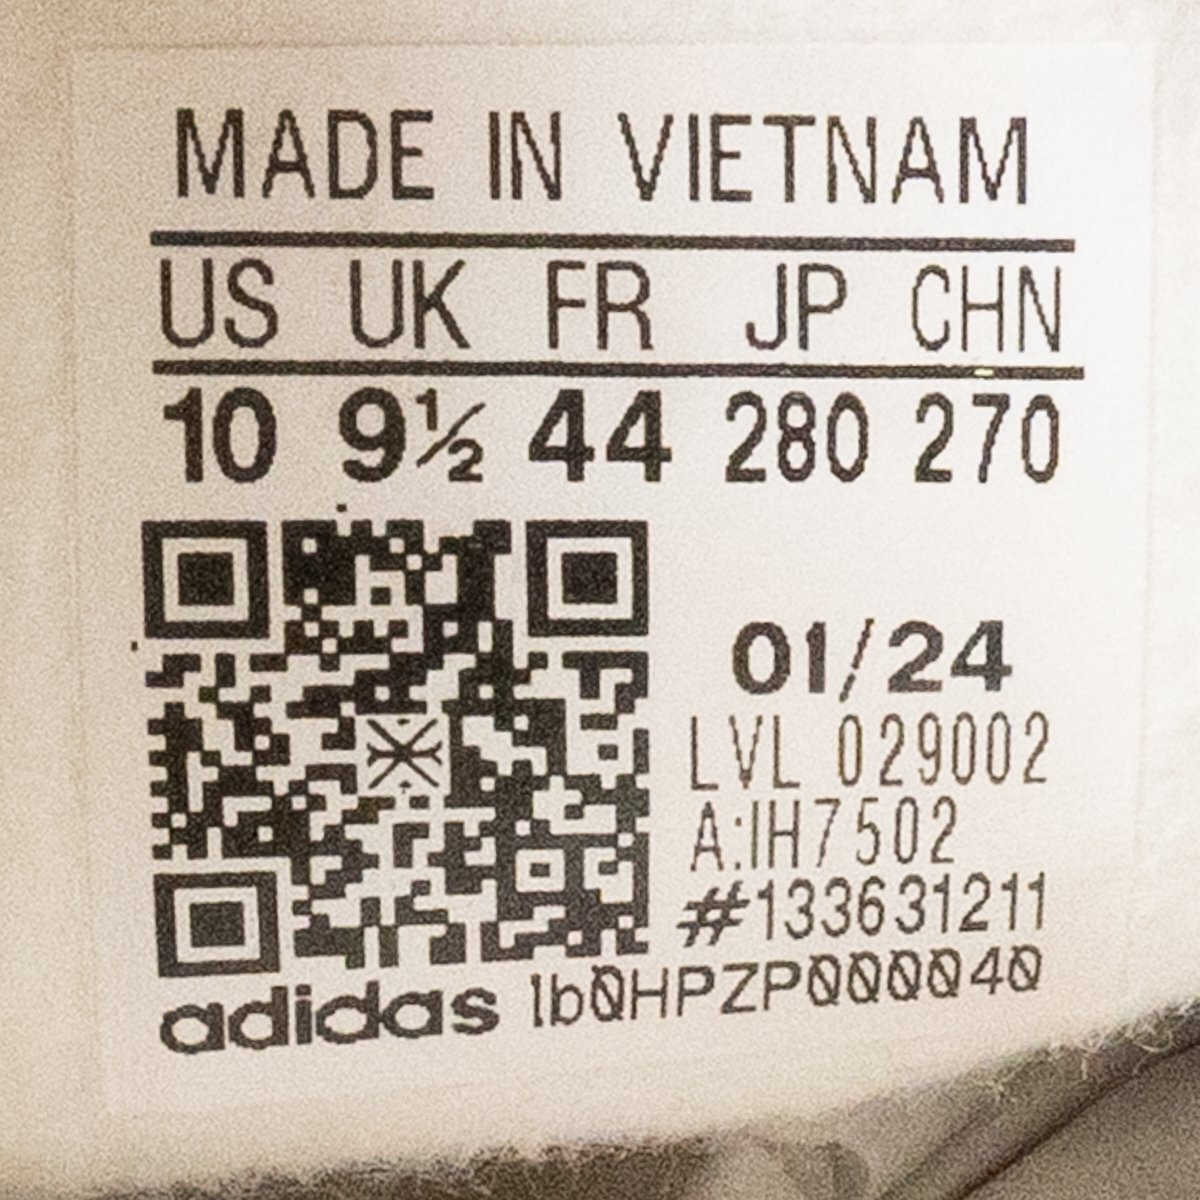 MADE IN VIETNAM
US UK FR JP CHN
10 9½ 44 280 270
01/24
LVL 029002
A:IH7502
#133631211
adidas lb0HPZP000040